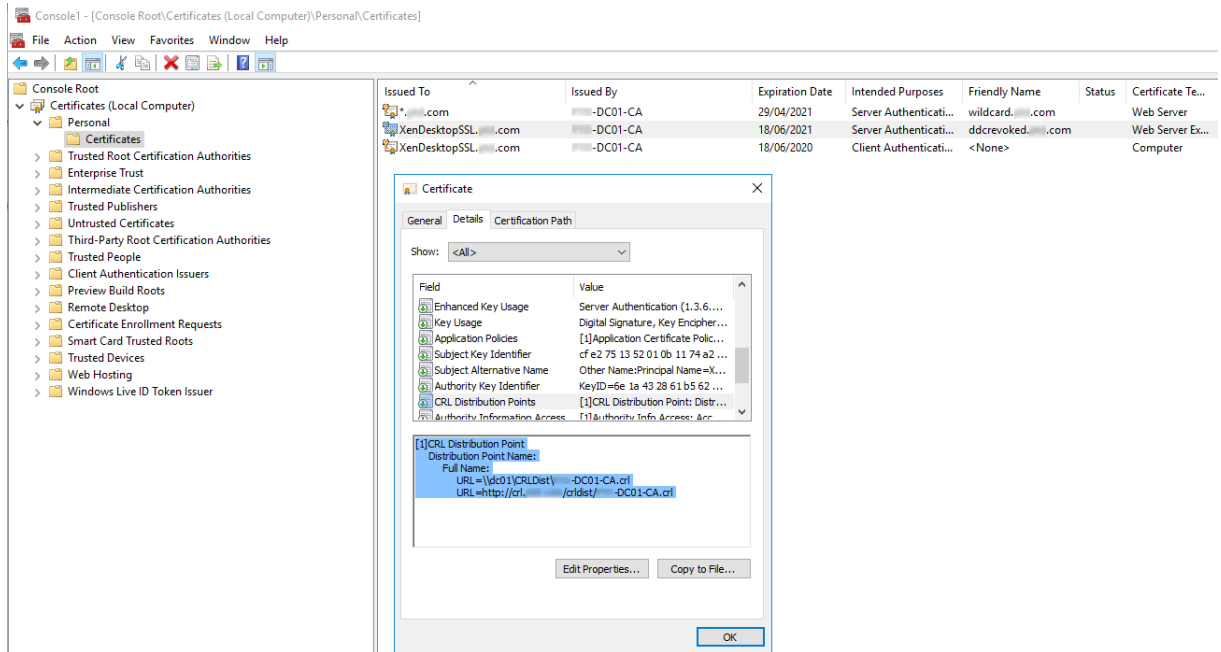 Console1 - [Console Root\Certificates (Local Computer)\Personal\Certificates]
File Action View Favorites Window Help
Console Root
Certificates (Local Computer)
Personal
Certificates
Trusted Root Certification Authorities
Enterprise Trust
Intermediate Certification Authorities
Trusted Publishers
Untrusted Certificates
Third-Party Root Certification Authorities
Trusted People
Client Authentication Issuers
Preview Build Roots
Remote Desktop
Certificate Enrollment Requests
Smart Card Trusted Roots
Trusted Devices
Web Hosting
Windows Live ID Token Issuer
Issued To Issued By Expiration Date Intended Purposes Friendly Name Status Certificate Te...
*. .com -DC01-CA 29/04/2021 Server Authenticati... wildcard. .com Web Server
XenDesktopSSL. .com -DC01-CA 18/06/2021 Server Authenticati... ddcrevoked. .com Web Server Ex...
XenDesktopSSL. .com -DC01-CA 18/06/2020 Client Authenticati... <None> Computer
Certificate
General Details Certification Path
Show: <All>
Field Value
Enhanced Key Usage Server Authentication (1.3.6....
Key Usage Digital Signature, Key Encipher...
Application Policies [1]Application Certificate Polic...
Subject Key Identifier cf e2 75 13 52 01 0b 11 74 a2 ...
Subject Alternative Name Other Name:Principal Name=X...
Authority Key Identifier KeyID=6e 1a 43 28 61 b5 62 ...
CRL Distribution Points [1]CRL Distribution Point: Distr...
Authority Information Access [1]Authority Info Access: Acc...
[1]CRL Distribution Point
Distribution Point Name:
Full Name:
URL=\\dc01\CRLDist\ -DC01-CA.crl
URL=http://crl. /crldist/ -DC01-CA.crl
Edit Properties... Copy to File...
OK